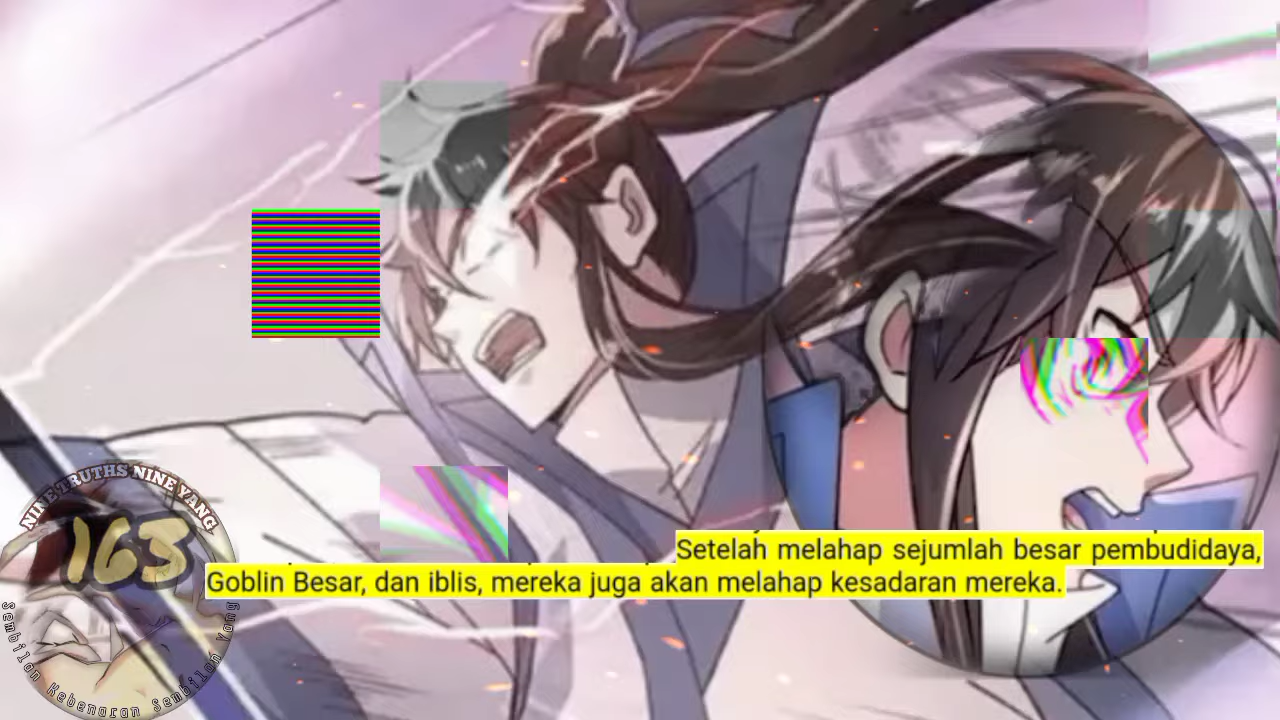 NINE TRUTHS NINE YANG
163
Sembilan Kebenaran Sembilan Yang
Setelah melahap sejumlah besar pembudidaya,
Goblin Besar, dan iblis, mereka juga akan melahap kesadaran mereka.